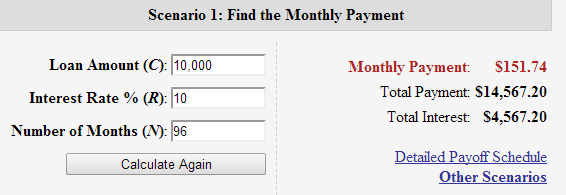 Scenario 1: Find the Monthly Payment
Loan Amount (C): 10,000
Interest Rate % (R): 10
Number of Months (N): 96
Calculate Again
Monthly Payment: $151.74
Total Payment: $14,567.20
Total Interest: $4,567.20
Detailed Payoff Schedule
Other Scenarios